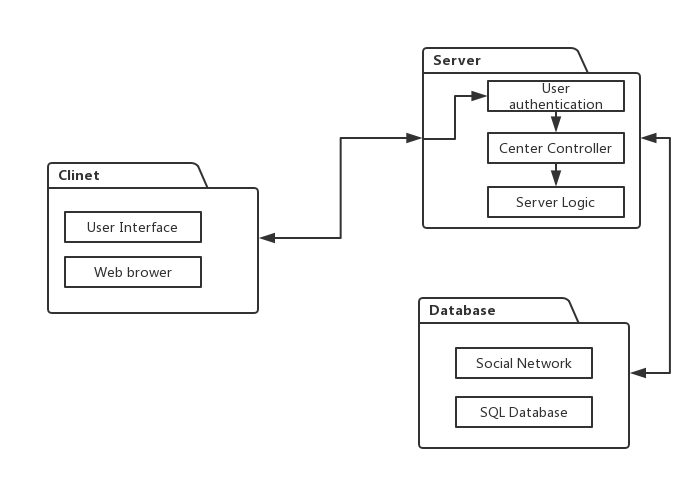 Clinet
User Interface
Web brower
Server
User
authentication
Center Controller
Server Logic
Database
Social Network
SQL Database